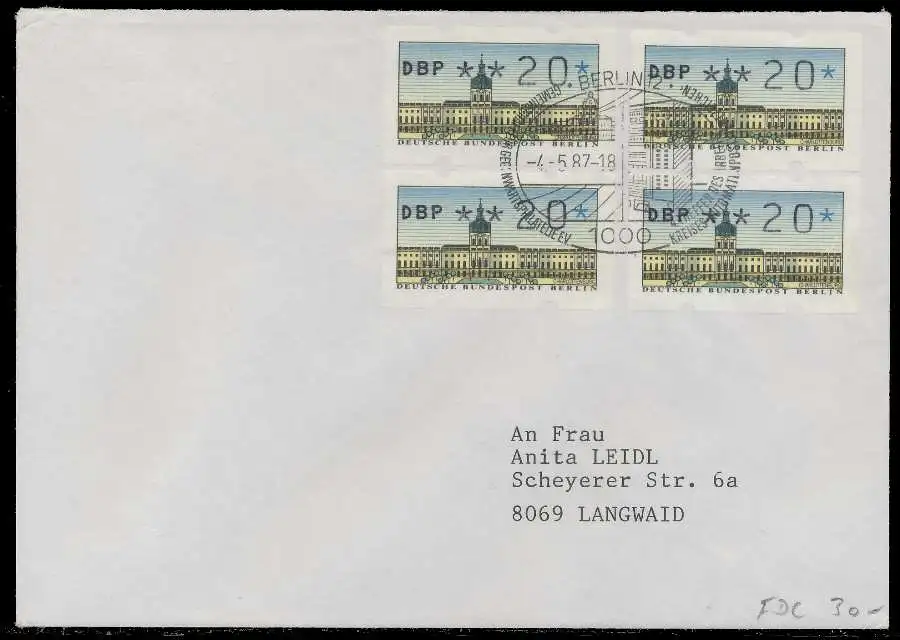 DBP ** 20*
DEUTSCHE BUNDESPOST BERLIN
DBP ** 20*
DEUTSCHE BUNDESPOST BERLIN
BERLIN 12
-4.-5.87-18
1000
DBP ** 20*
DEUTSCHE BUNDESPOST BERLIN
DBP ** 20*
DEUTSCHE BUNDESPOST BERLIN
An Frau
Anita LEIDL
Scheyerer Str. 6a
8069 LANGWAID
FDC 30-